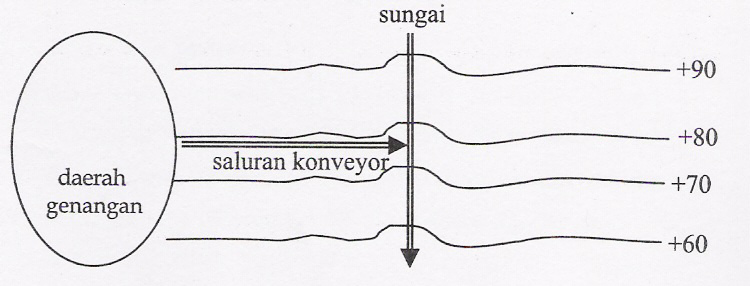 sungai
+90
+80
saluran konveyor
daerah
genangan
+70
+60